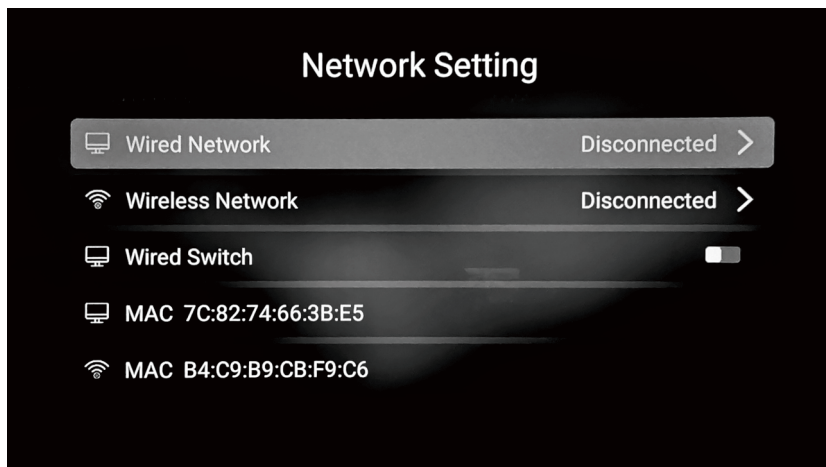 Network Setting
Wired Network Disconnected
Wireless Network Disconnected
Wired Switch
MAC 7C:82:74:66:3B:E5
MAC B4:C9:B9:CB:F9:C6